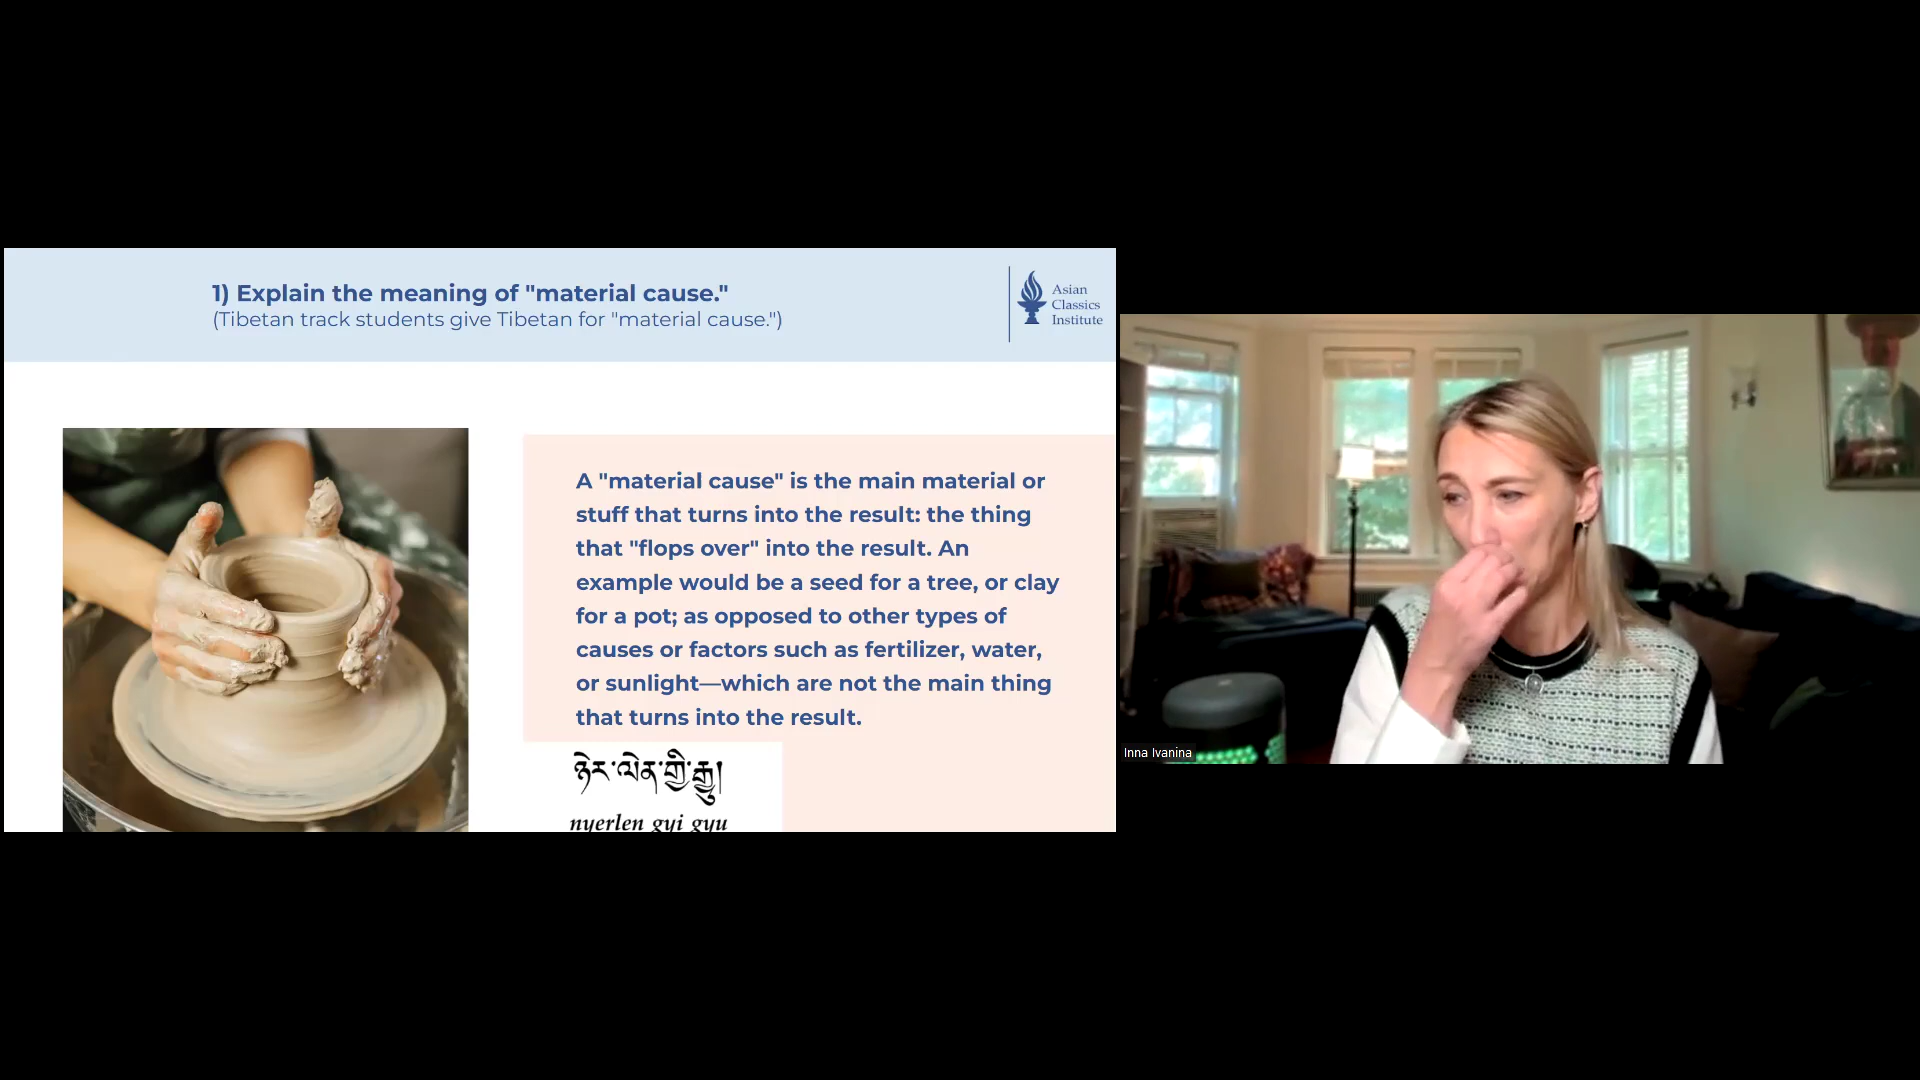 1) Explain the meaning of "material cause."
(Tibetan track students give Tibetan for "material cause.")
Asian
Classics
Institute
A "material cause" is the main material or
stuff that turns into the result: the thing
that "flops over" into the result. An
example would be a seed for a tree, or clay
for a pot; as opposed to other types of
causes or factors such as fertilizer, water,
or sunlight—which are not the main thing
that turns into the result.
ཉེར་ལེན་གྱི་རྒྱུ།
nyerlen gyi gyu
Inna Ivanina